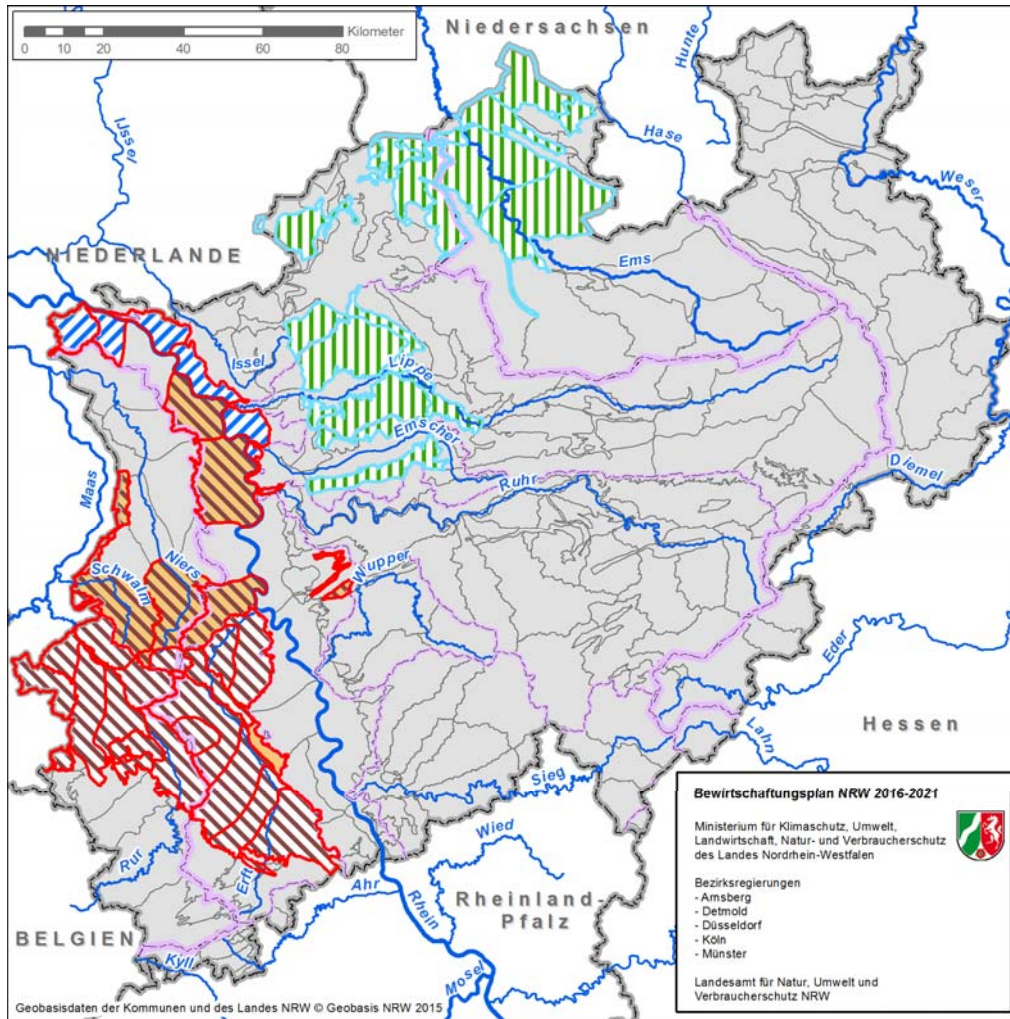 Kilometer
0 10 20 40 60 80
Niedersachsen
Hunte
IJssel
Hase
Weser
NIEDERLANDE
Ems
Issel
Lippe
Emscher
Maas
Ruhr
Diemel
Niers
Schwalm
Wupper
Eder
Hessen
Lahn
Sieg
Bewirtschaftungsplan NRW 2016-2021
Ministerium für Klimaschutz, Umwelt,
Landwirtschaft, Natur- und Verbraucherschutz
des Landes Nordrhein-Westfalen
Bezirksregierungen
- Arnsberg
- Detmold
- Düsseldorf
- Köln
- Münster
Landesamt für Natur, Umwelt und
Verbraucherschutz NRW
Wied
Rur
Erft
Ahr
Rhein
Rheinland-
Pfalz
BELGIEN
Kyll
Mosel
Geobasisdaten der Kommunen und des Landes NRW © Geobasis NRW 2015